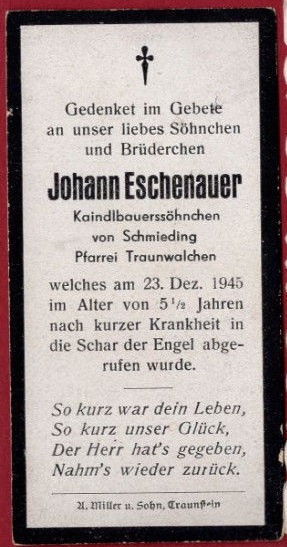 Gedenket im Gebete
an unser liebes Söhnchen
und Brüderchen
Johann Eschenauer
Kaindlbauerssöhnchen
von Schmieding
Pfarrei Traunwalchen
welches am 23. Dez. 1945
im Alter von 5 1/2 Jahren
nach kurzer Krankheit in
die Schar der Engel abge-
rufen wurde.
So kurz war dein Leben,
So kurz unser Glück,
Der Herr hat's gegeben,
Nahm's wieder zurück.
A. Miller u. Sohn, Traunstein